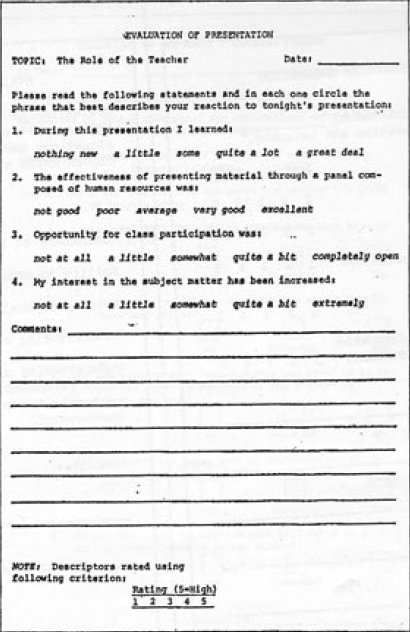 EVALUATION OF PRESENTATION
TOPIC: The Role of the Teacher Date: ____________
Please read the following statements and in each one circle the
phrase that best describes your reaction to tonight's presentation:
1. During this presentation I learned:
nothing new a little some quite a lot a great deal
2. The effectiveness of presenting material through a panel com-
posed of human resources was:
not good poor average very good excellent
3. Opportunity for class participation was:
not at all a little somewhat quite a bit completely open
4. My interest in the subject matter has been increased:
not at all a little somewhat quite a bit extremely
Comments:
NOTE: Descriptors rated using
following criterion:
Rating (5=High)
1 2 3 4 5